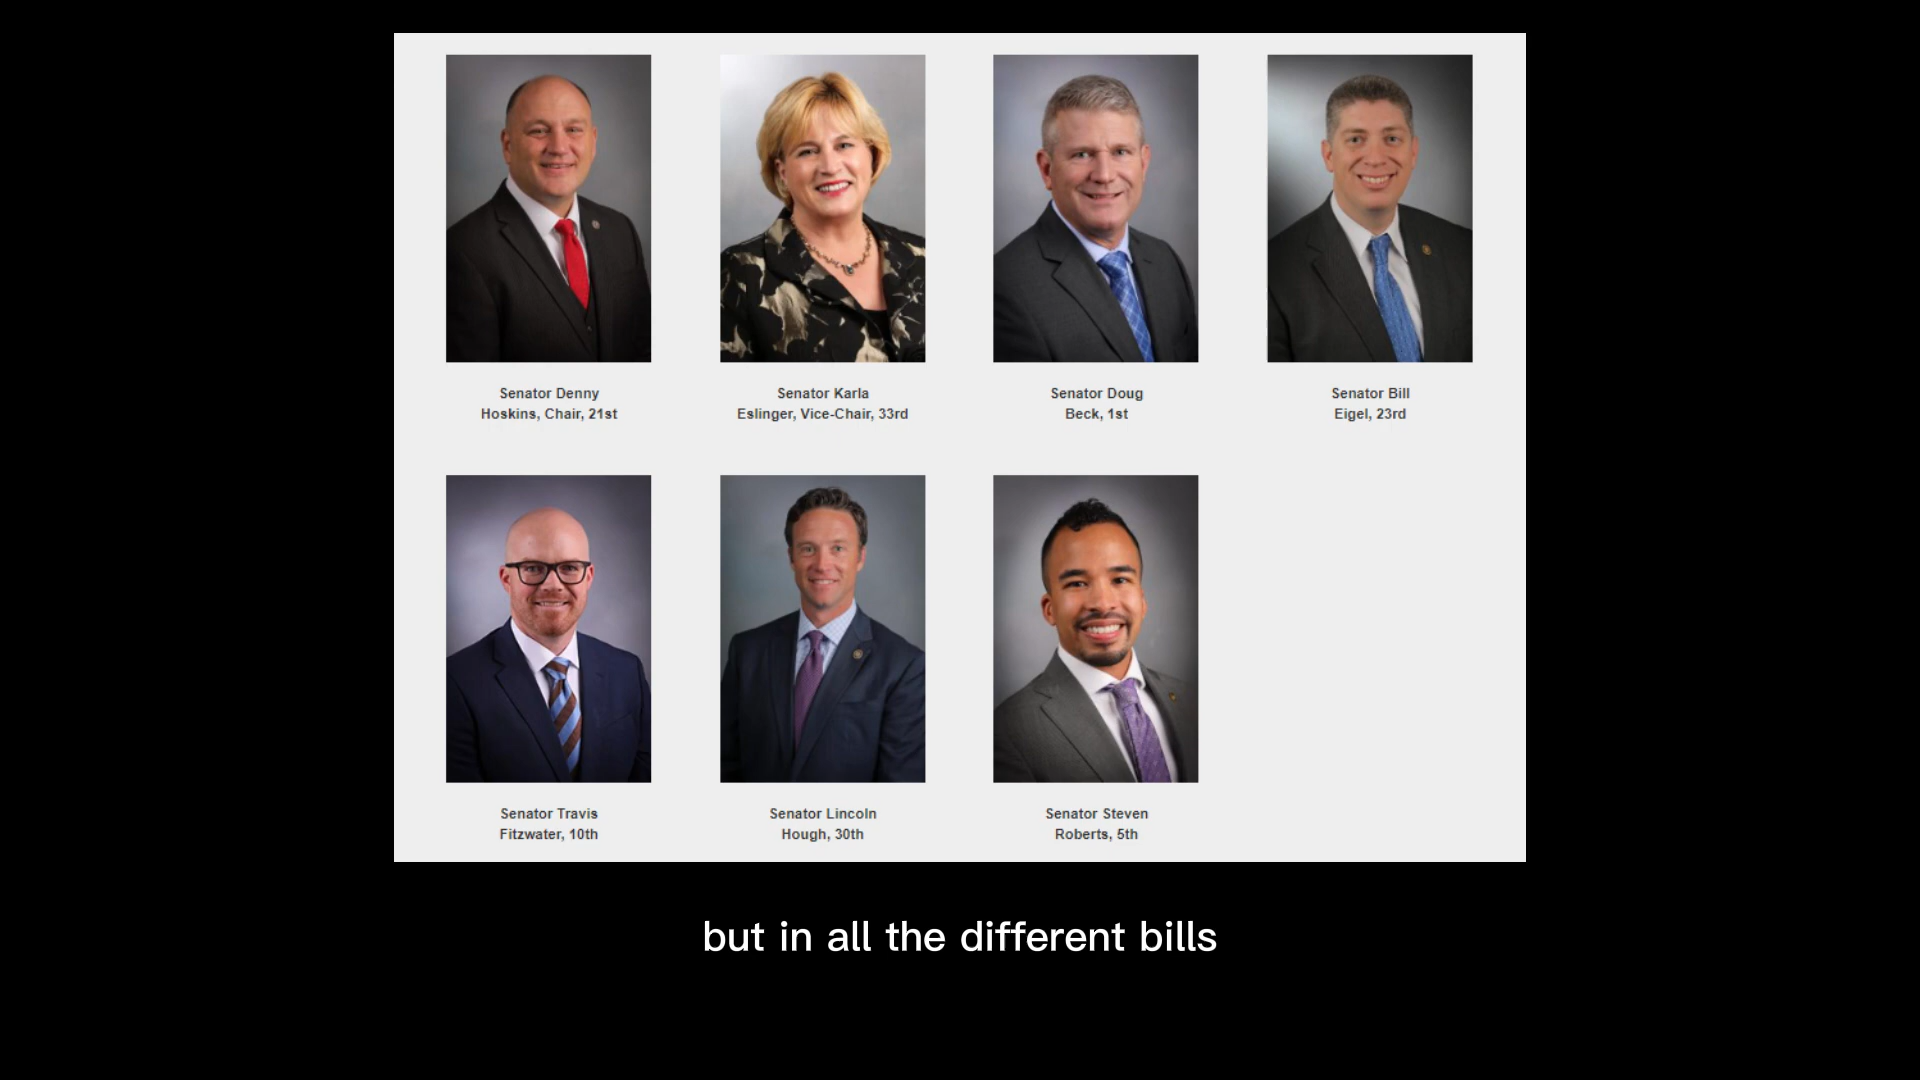 Senator Denny
Hoskins, Chair, 21st
Senator Karla
Eslinger, Vice-Chair, 33rd
Senator Doug
Beck, 1st
Senator Bill
Eigel, 23rd
Senator Travis
Fitzwater, 10th
Senator Lincoln
Hough, 30th
Senator Steven
Roberts, 5th
but in all the different bills